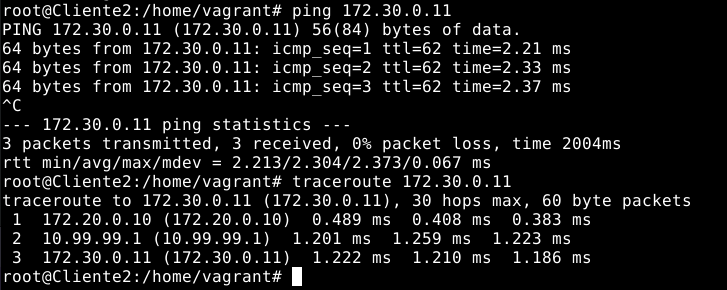 root@Cliente2:/home/vagrant# ping 172.30.0.11
PING 172.30.0.11 (172.30.0.11) 56(84) bytes of data.
64 bytes from 172.30.0.11: icmp_seq=1 ttl=62 time=2.21 ms
64 bytes from 172.30.0.11: icmp_seq=2 ttl=62 time=2.33 ms
64 bytes from 172.30.0.11: icmp_seq=3 ttl=62 time=2.37 ms
^C
--- 172.30.0.11 ping statistics ---
3 packets transmitted, 3 received, 0% packet loss, time 2004ms
rtt min/avg/max/mdev = 2.213/2.304/2.373/0.067 ms
root@Cliente2:/home/vagrant# traceroute 172.30.0.11
traceroute to 172.30.0.11 (172.30.0.11), 30 hops max, 60 byte packets
 1  172.20.0.10 (172.20.0.10)  0.489 ms  0.408 ms  0.383 ms
 2  10.99.99.1 (10.99.99.1)  1.201 ms  1.259 ms  1.223 ms
 3  172.30.0.11 (172.30.0.11)  1.222 ms  1.210 ms  1.186 ms
root@Cliente2:/home/vagrant#